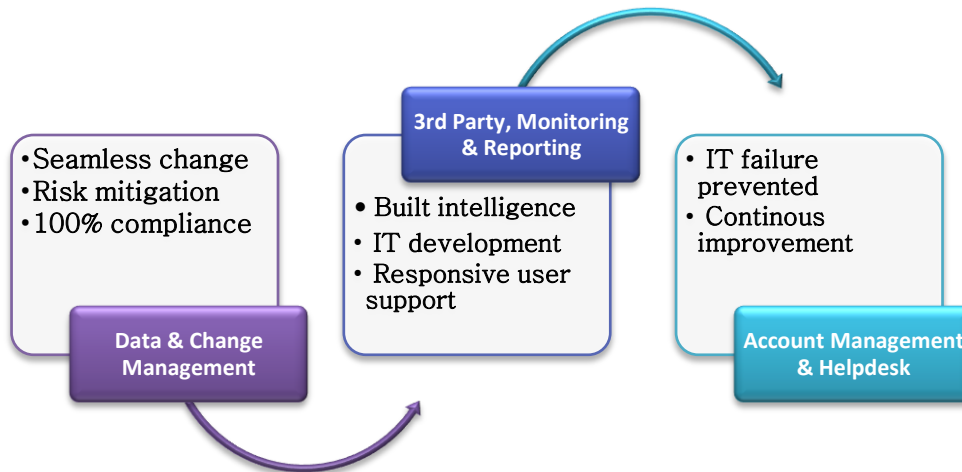 • Seamless change
• Risk mitigation
• 100% compliance
Data & Change
Management
3rd Party, Monitoring
& Reporting
• Built intelligence
• IT development
• Responsive user
support
• IT failure
prevented
• Continous
improvement
Account Management
& Helpdesk